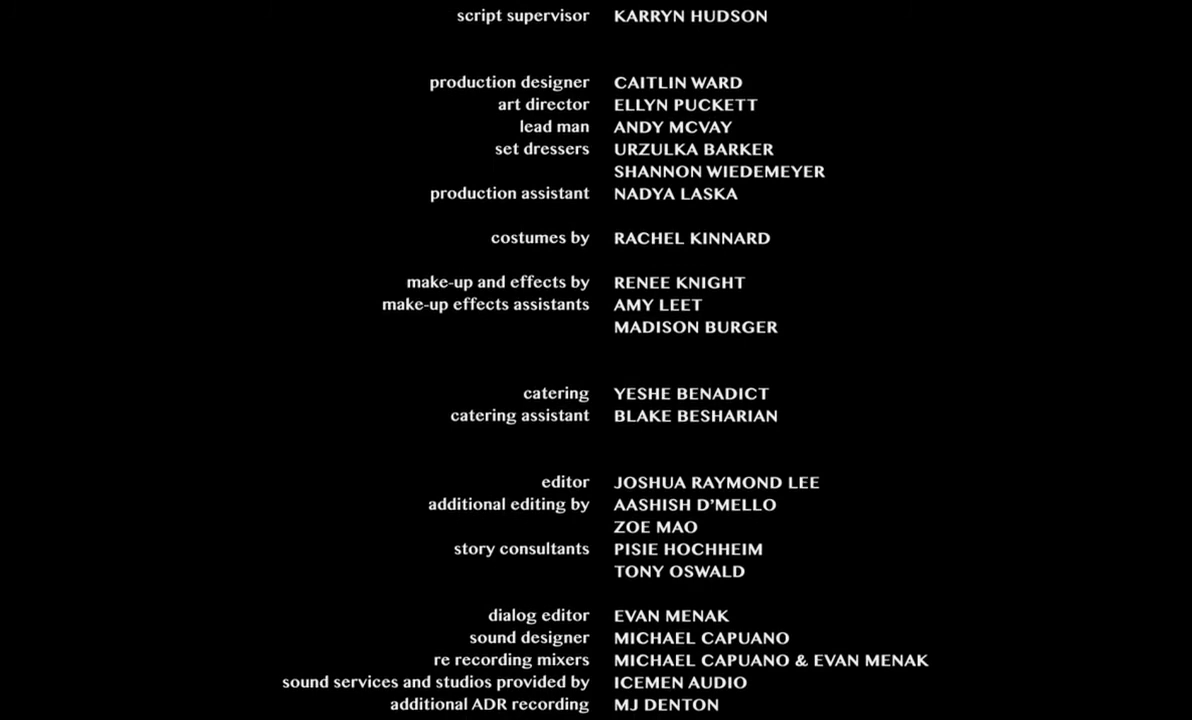 script supervisor KARRYN HUDSON
production designer CAITLIN WARD
art director ELLYN PUCKETT
lead man ANDY MCVAY
set dressers URZULKA BARKER
SHANNON WIEDEMEYER
production assistant NADYA LASKA
costumes by RACHEL KINNARD
make-up and effects by RENEE KNIGHT
make-up effects assistants AMY LEET
MADISON BURGER
catering YESHE BENADICT
catering assistant BLAKE BESHARIAN
editor JOSHUA RAYMOND LEE
additional editing by AASHISH D'MELLO
ZOE MAO
story consultants PISIE HOCHHEIM
TONY OSWALD
dialog editor EVAN MENAK
sound designer MICHAEL CAPUANO
re recording mixers MICHAEL CAPUANO & EVAN MENAK
sound services and studios provided by ICEMEN AUDIO
additional ADR recording MJ DENTON